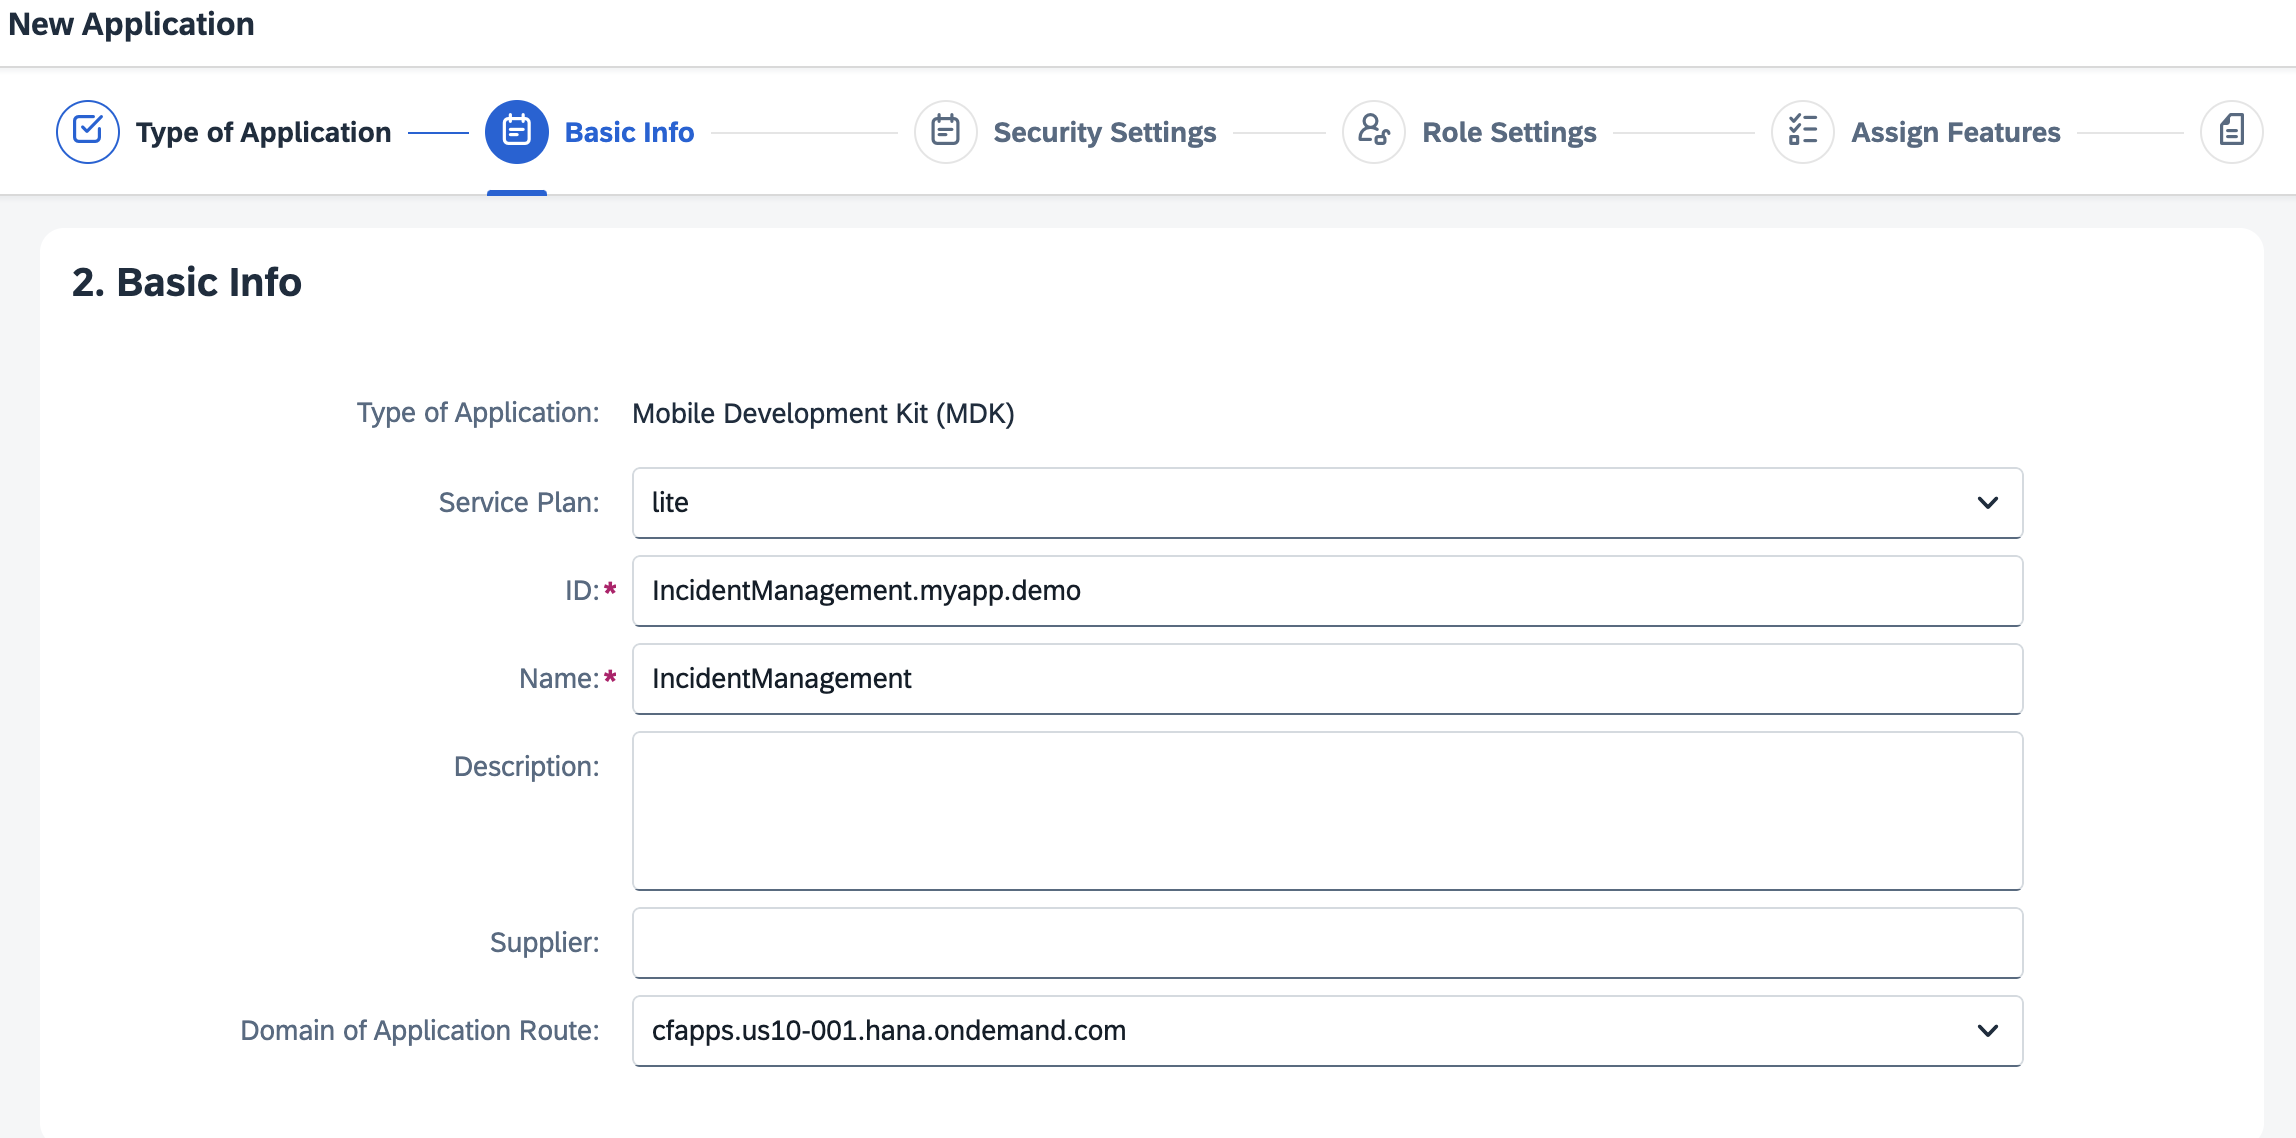 New Application
Type of Application
Basic Info
Security Settings
Role Settings
Assign Features
2. Basic Info
Type of Application: Mobile Development Kit (MDK)
Service Plan: lite
ID:* IncidentManagement.myapp.demo
Name:* IncidentManagement
Description:
Supplier:
Domain of Application Route: cfapps.us10-001.hana.ondemand.com